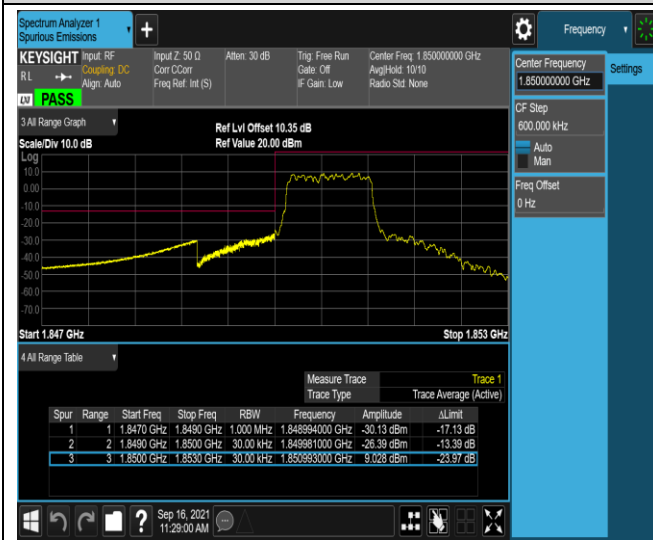 Spectrum Analyzer 1
Spurious Emissions
Frequency
KEYSIGHT Input: RF Input Z: 50 Ω Atten: 30 dB Trig: Free Run Center Freq: 1.850000000 GHz
R L Coupling: DC Corr CCorr Gate: Off Avg|Hold: 10/10
Align: Auto Freq Ref: Int (S) IF Gain: Low Radio Std: None
LXI PASS
Center Frequency
1.850000000 GHz
Settings
CF Step
600.000 kHz
Auto
Man
Freq Offset
0 Hz
3 All Range Graph
Ref Lvl Offset 10.35 dB
Scale/Div 10.0 dB Ref Value 20.00 dBm
Log
10.0
0.00
-10.0
-20.0
-30.0
-40.0
-50.0
-60.0
-70.0
Start 1.847 GHz Stop 1.853 GHz
4 All Range Table
Measure Trace Trace 1
Trace Type Trace Average (Active)
Spur Range Start Freq Stop Freq RBW Frequency Amplitude ΔLimit
1 1 1.8470 GHz 1.8490 GHz 1.000 MHz 1.848994000 GHz -30.13 dBm -17.13 dB
2 2 1.8490 GHz 1.8500 GHz 30.00 kHz 1.849981000 GHz -26.39 dBm -13.39 dB
3 3 1.8500 GHz 1.8530 GHz 30.00 kHz 1.850993000 GHz 9.028 dBm -23.97 dB
Sep 16, 2021
11:29:00 AM